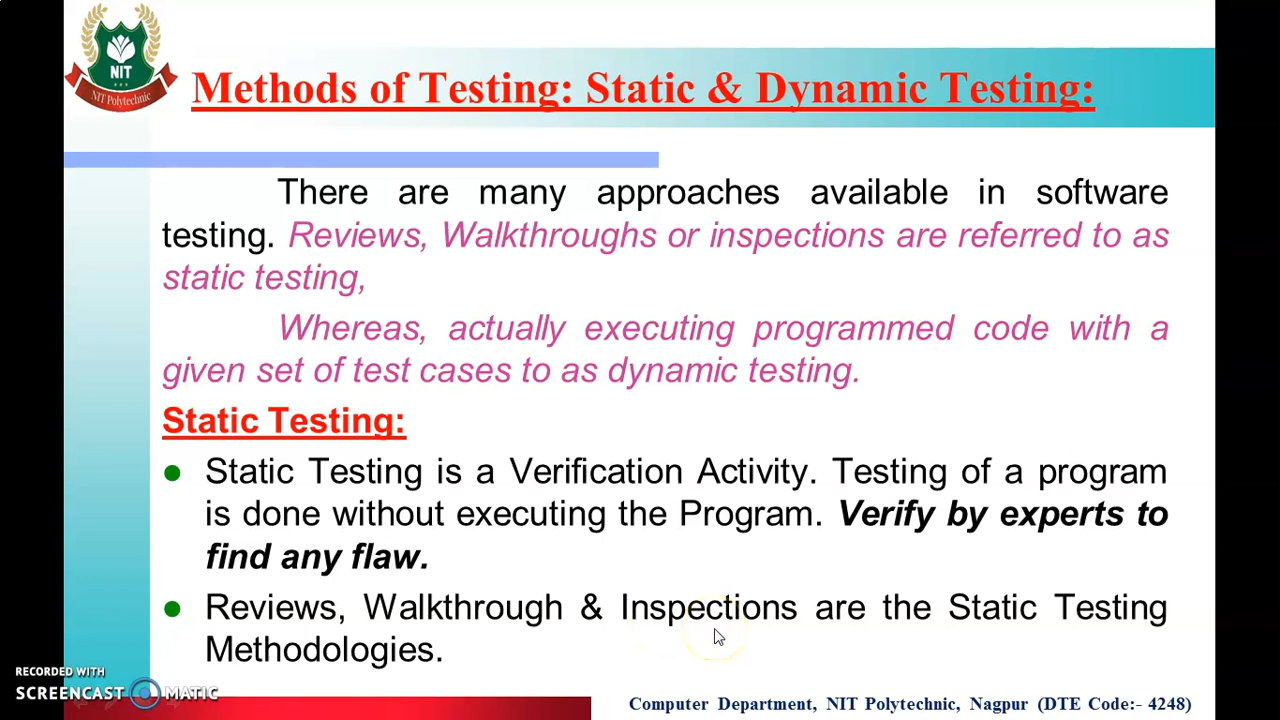 NIT
NIT Polytechnic
Methods of Testing: Static & Dynamic Testing:
There are many approaches available in software
testing. Reviews, Walkthroughs or inspections are referred to as
static testing,
Whereas, actually executing programmed code with a
given set of test cases to as dynamic testing.
Static Testing:
Static Testing is a Verification Activity. Testing of a program
is done without executing the Program. Verify by experts to
find any flaw.
Reviews, Walkthrough & Inspections are the Static Testing
Methodologies.
RECORDED WITH
SCREENCAST MATIC
Computer Department, NIT Polytechnic, Nagpur (DTE Code:- 4248)